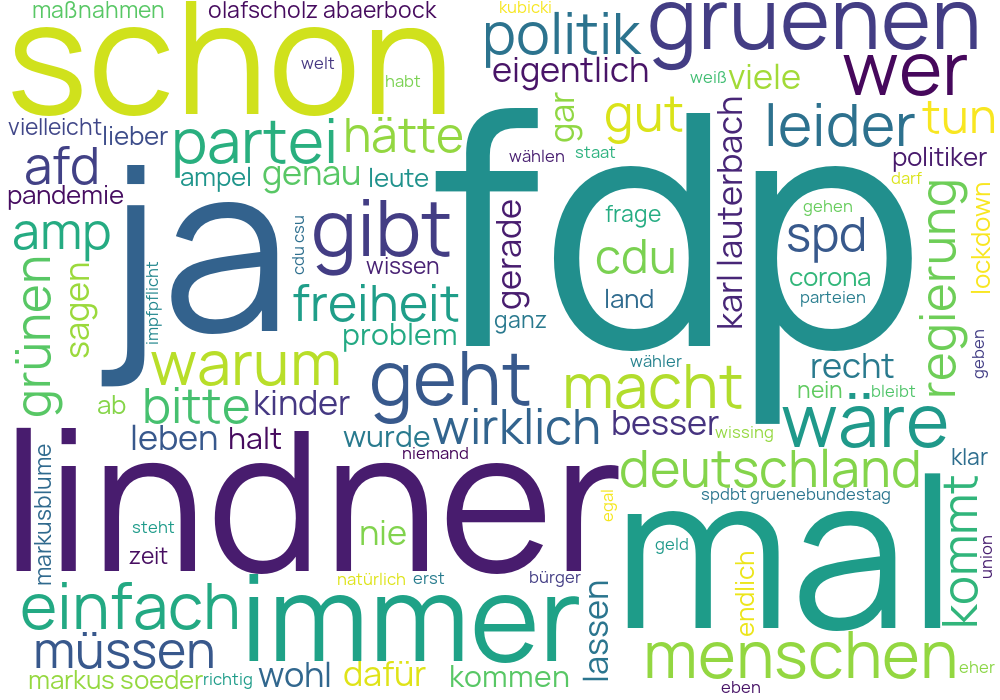 maßnahmen
olafscholz abaerbock
kubicki
schon
politik
gruenen
welt
habt
eigentlich
weiß
viele
wer
vielleicht
lieber
partei
hätte
gar
gut
karl lauterbach
leider
tun
afd
pandemie
ampel
genau
leute
wählen
staat
politiker
darf
ja
fdp
amp
cdu csu
gibt
wissen
gerade
frage
cdu
land
gehen
spd
corona
parteien
regierung
lockdown
grünen
sagen
impfpflicht
freiheit
problem
ganz
warum
geht
wähler
macht
recht
nein
bleibt
geben
ab
bitte
kinder
wirklich
besser
wissing
wäre
leben
halt
wurde
niemand
deutschland
klar
markusblume
lindner
steht
zeit
nie
egal
spdbt gruenebundestag
mal
geld
kommt
union
einfach
immer
natürlich
erst
bürger
lassen
endlich
müssen
menschen
markus soeder
richtig
wohl
dafür
kommen
eher
eben